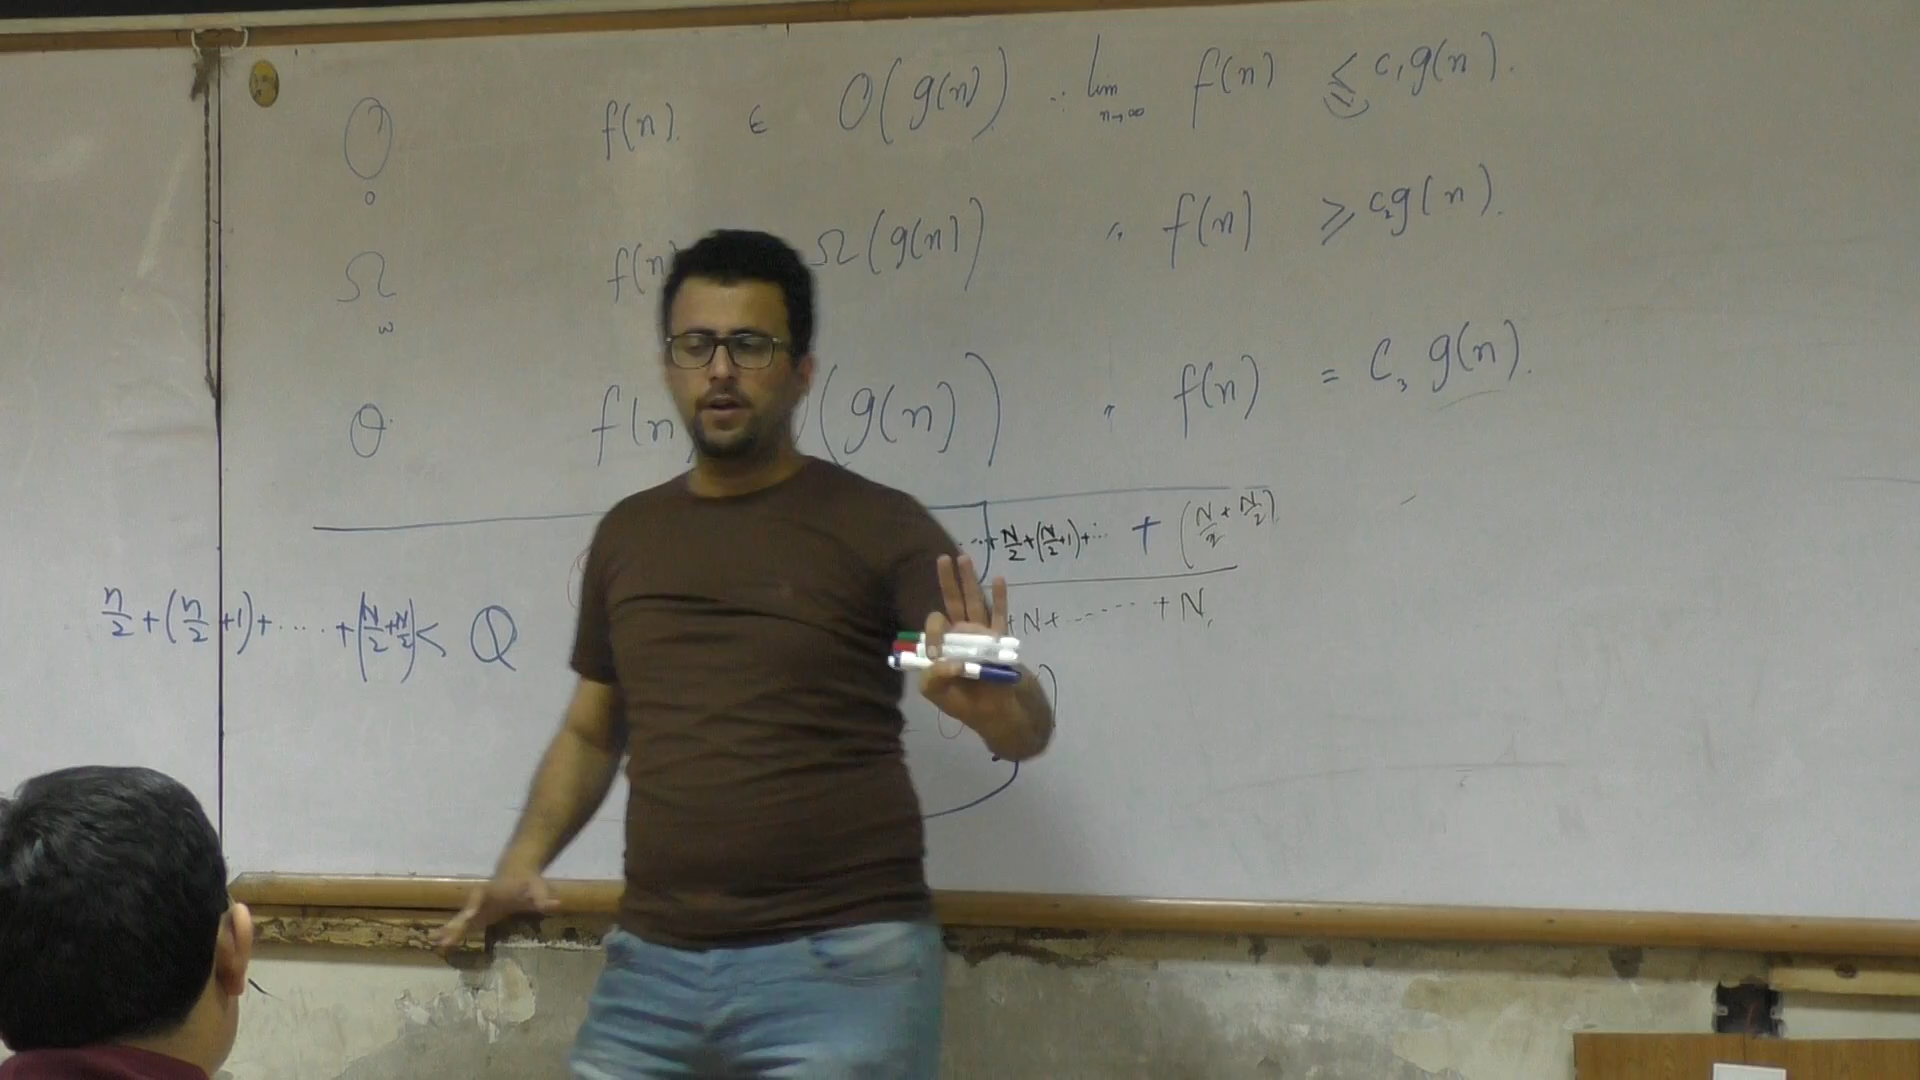 O f(n). ∈ O(g(n)) ∴ lim n→∞ f(n) ≤ c₁g(n).
o
Ω f(n) Ω(g(n)) " f(n) ≥ c₂g(n).
ω
θ f(n (g(n)) " f(n) = C₃ g(n).
...+N/2+(N/2+1)+... + (N/2+N/2)
n/2+(n/2+1)+.....+(N/2+N/2)< Q
+N+......+N.